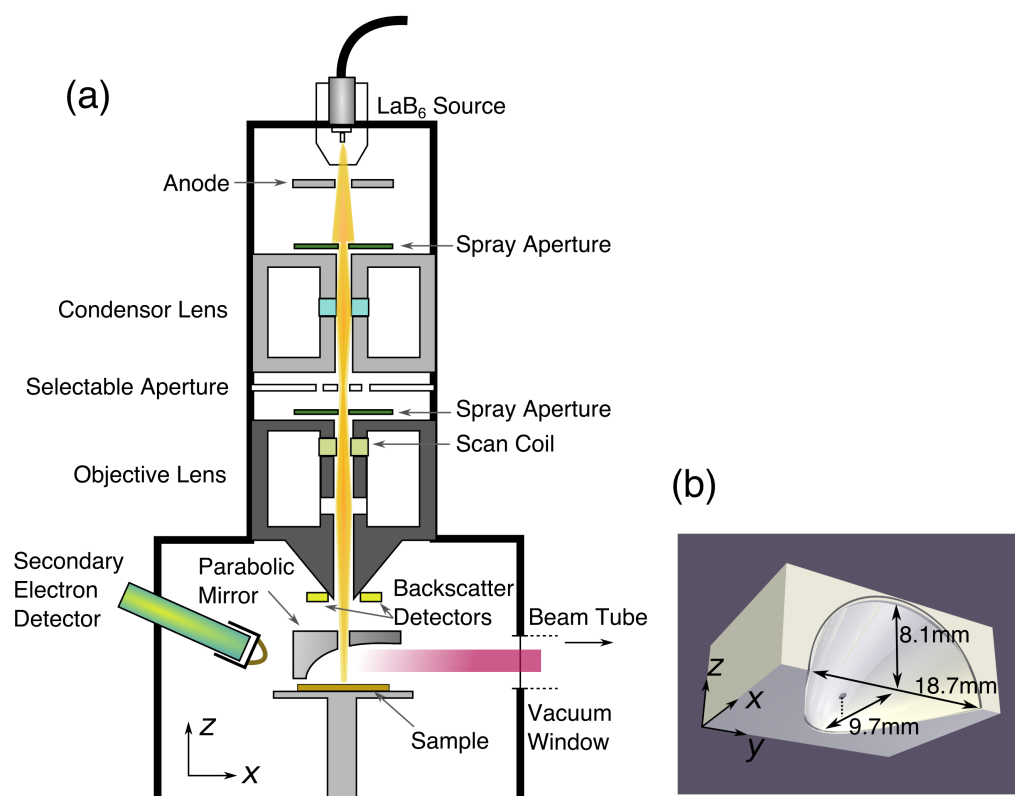 (a)
LaB₆ Source
Anode
Spray Aperture
Condensor Lens
Selectable Aperture
Spray Aperture
Scan Coil
Objective Lens
(b)
Secondary
Electron
Detector
Parabolic
Mirror
Backscatter
Detectors
Beam Tube
Vacuum
Window
Sample
z
x
8.1mm
18.7mm
9.7mm
z
x
y